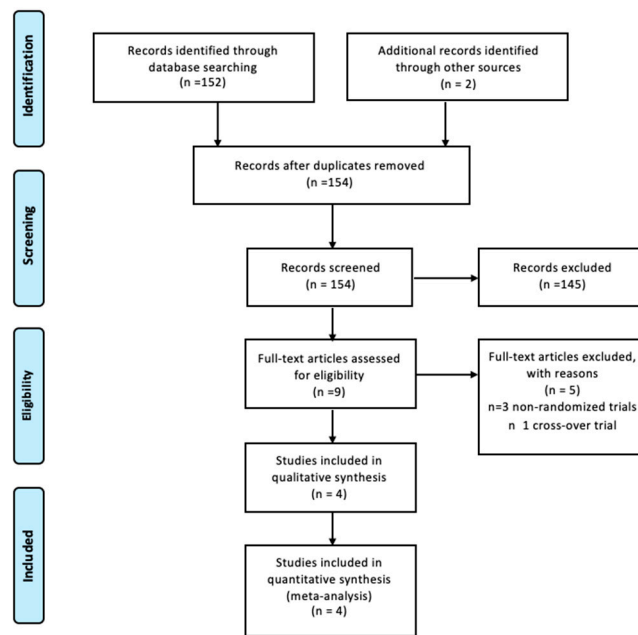 Identification
Records identified through
database searching
(n =152)
Additional records identified
through other sources
(n = 2)
Records after duplicates removed
(n =154)
Screening
Records screened
(n = 154)
Records excluded
(n =145)
Eligibility
Full-text articles assessed
for eligibility
(n =9)
Full-text articles excluded,
with reasons
(n = 5)
n=3 non-randomized trials
n 1 cross-over trial
Studies included in
qualitative synthesis
(n = 4)
Included
Studies included in
quantitative synthesis
(meta-analysis)
(n = 4)